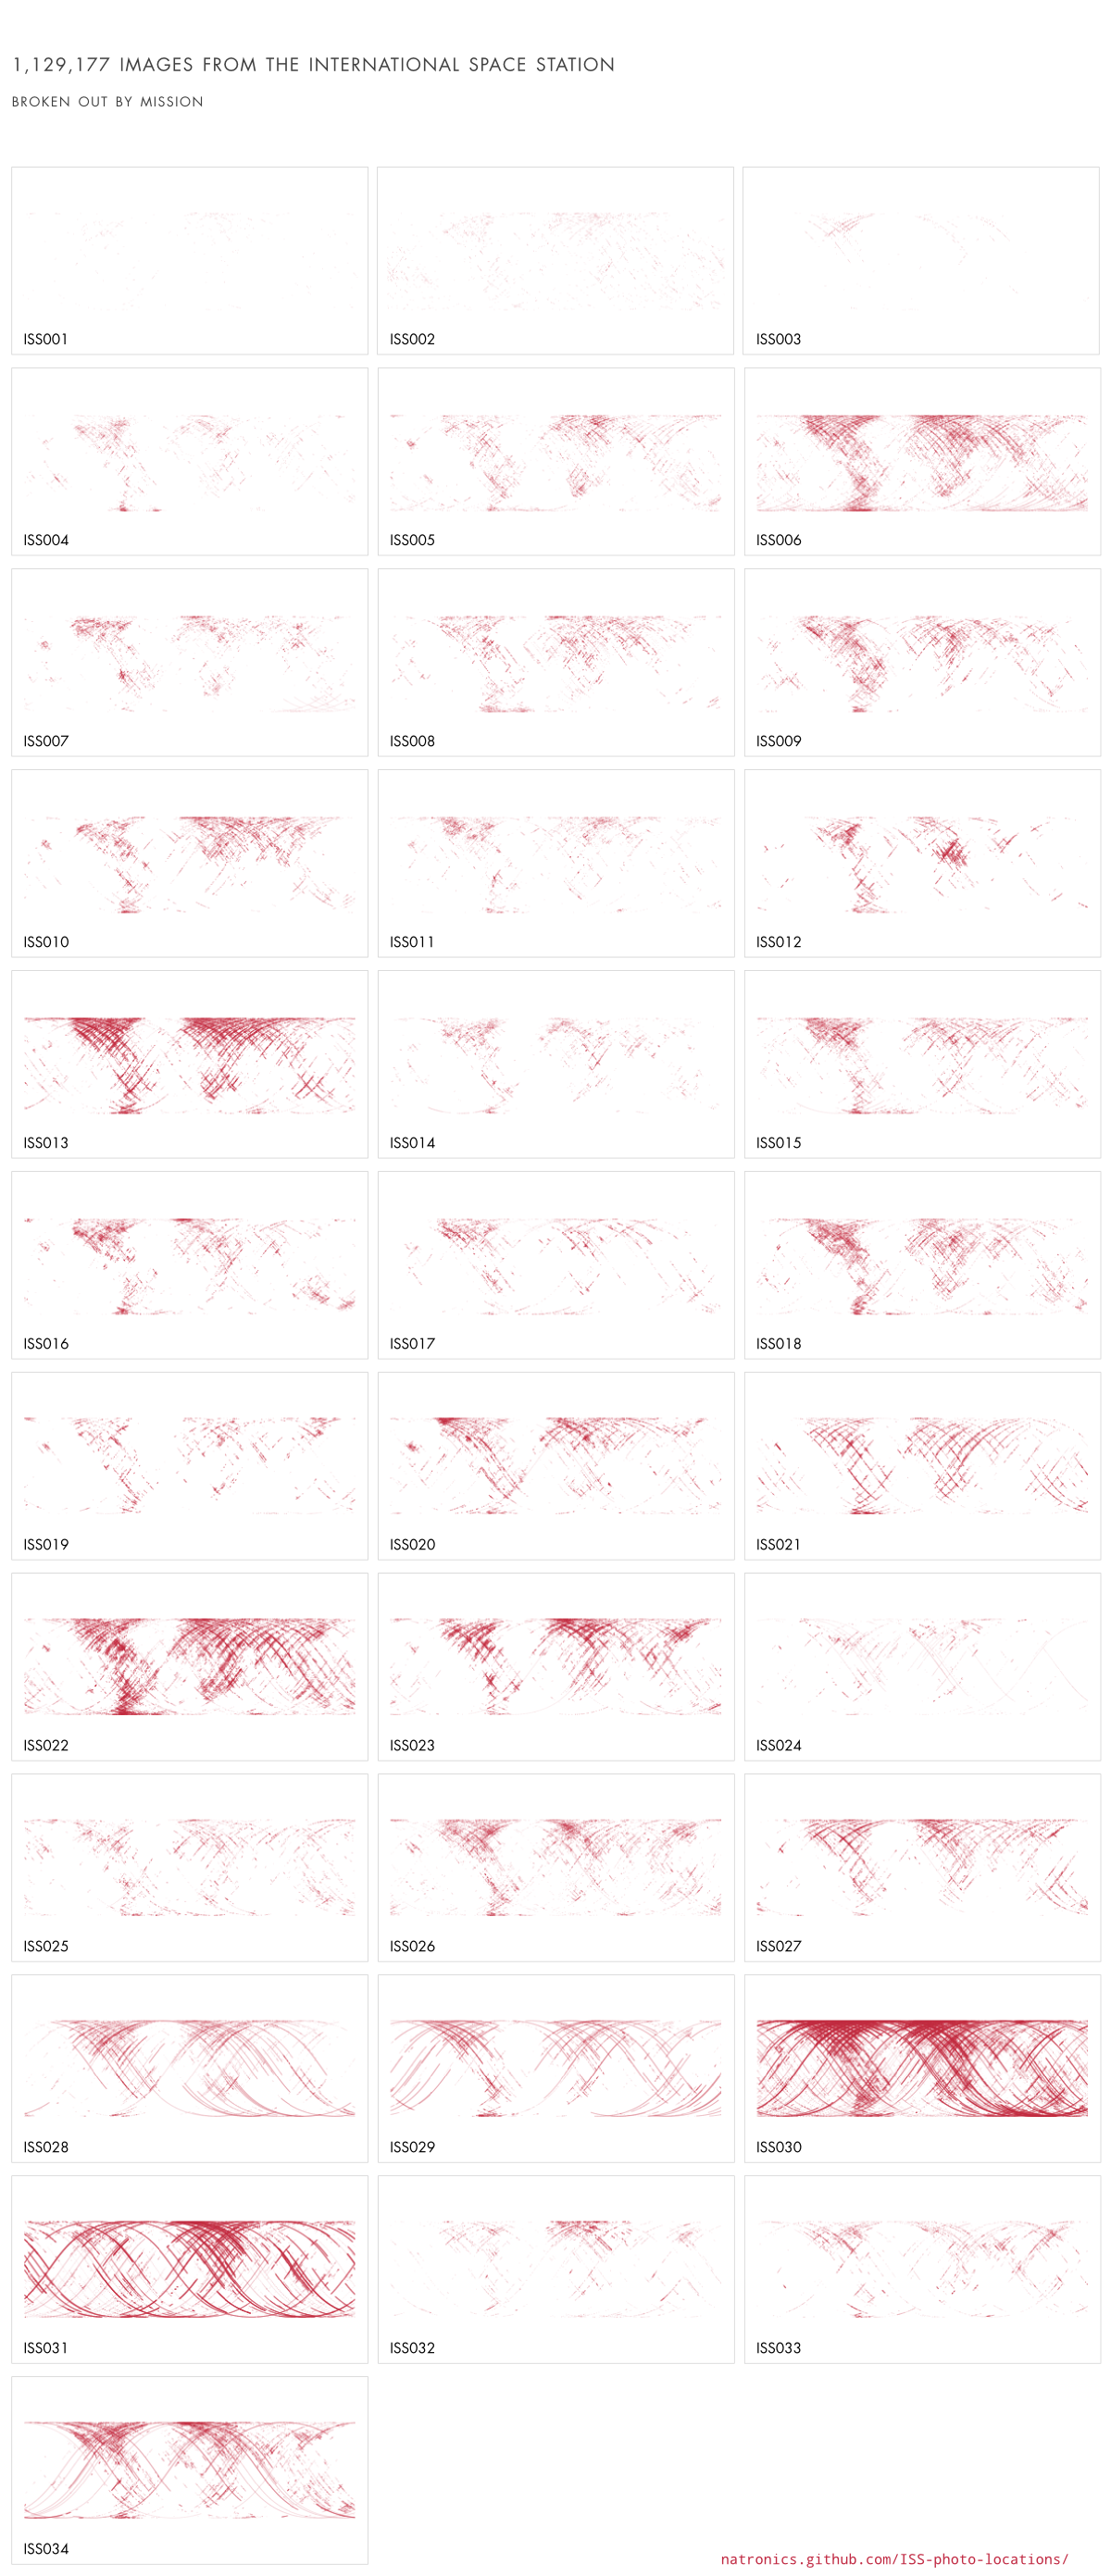 1,129,177 IMAGES FROM THE INTERNATIONAL SPACE STATION
BROKEN OUT BY MISSION
ISS001
ISS002
ISS003
ISS004
ISS005
ISS006
ISS007
ISS008
ISS009
ISS010
ISS011
ISS012
ISS013
ISS014
ISS015
ISS016
ISS017
ISS018
ISS019
ISS020
ISS021
ISS022
ISS023
ISS024
ISS025
ISS026
ISS027
ISS028
ISS029
ISS030
ISS031
ISS032
ISS033
ISS034
natronics.github.com/ISS-photo-locations/